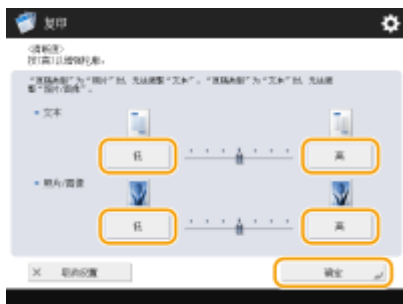 复印
<清晰度>
按[高]以增强轮廓。
“原稿类型”为“照片”时，无法调整“文本”。“原稿类型”为“文本”时，无法调
整“照片/图像”。
文本
低
高
照片/图像
低
高
× 取消设置
确定